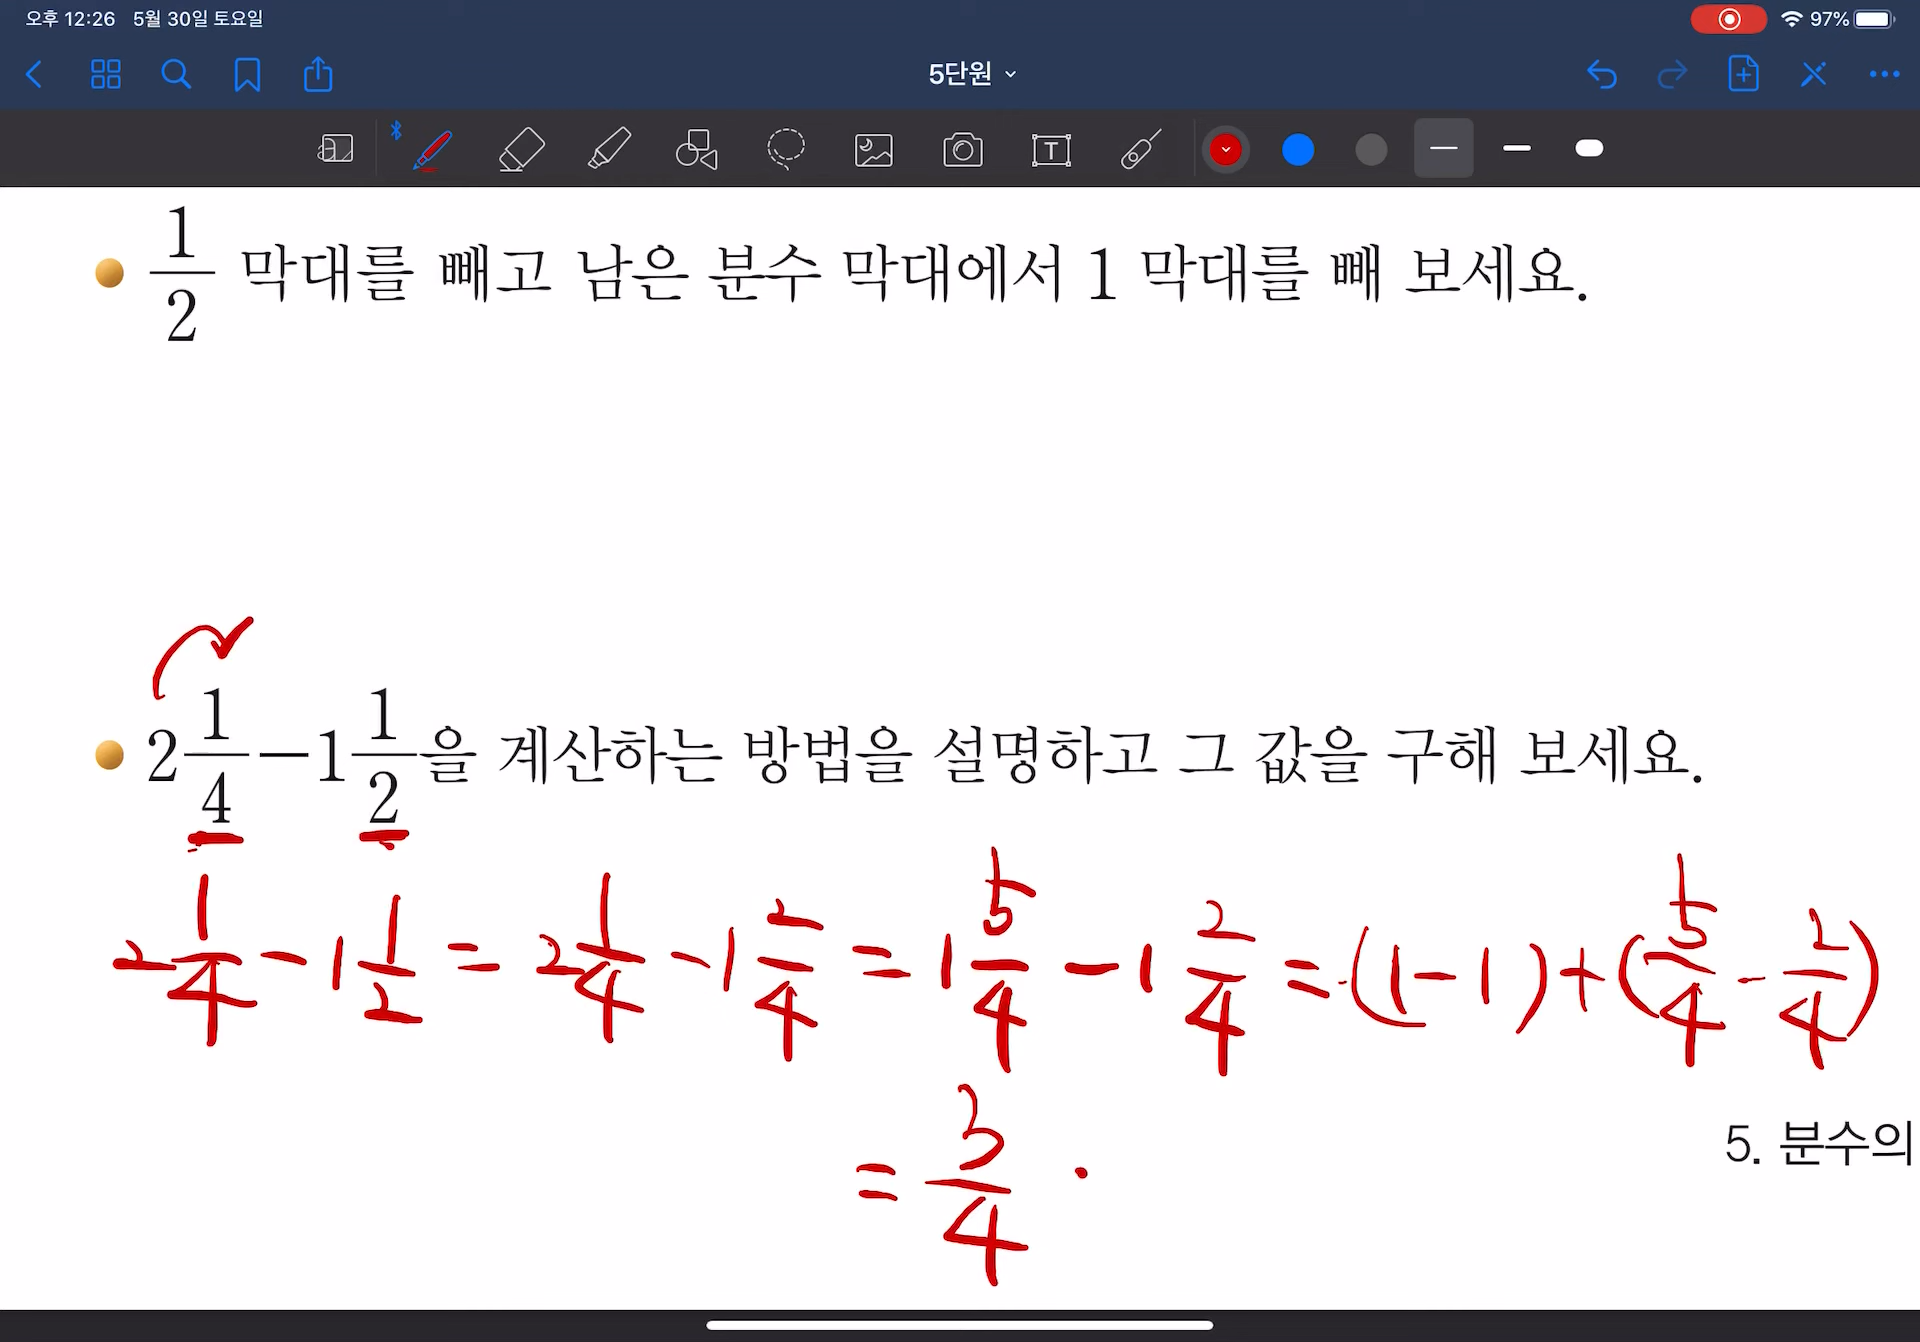 오후 12:26 5월 30일 토요일 97%
5단원
1/2 막대를 빼고 남은 분수 막대에서 1 막대를 빼 보세요.
2 1/4 − 1 1/2을 계산하는 방법을 설명하고 그 값을 구해 보세요.
2 1/4 − 1 1/2 = 2 1/4 − 1 2/4 = 1 5/4 − 1 2/4 = (1−1)+(5/4 − 2/4)
= 3/4 .
5. 분수의